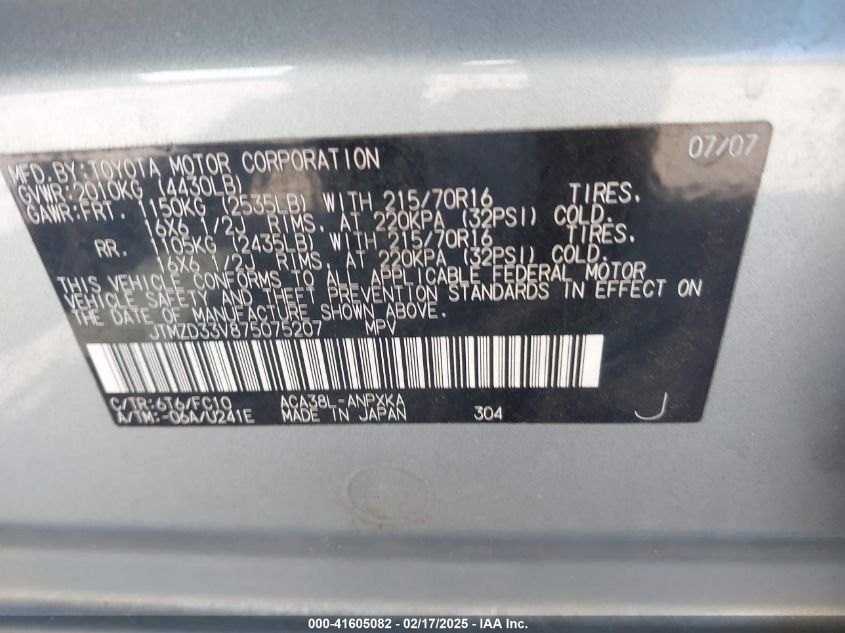 MFD.BY:TOYOTA MOTOR CORPORATION 07/07
GVWR:2010KG (4430LB)
GAWR:FRT. 1150KG (2535LB) WITH 215/70R16 TIRES.
16X6 1/2J RIMS, AT 220KPA (32PSI) COLD.
RR. 1105KG (2435LB) WITH 215/70R16 TIRES.
16X6 1/2J RIMS, AT 220KPA (32PSI) COLD.
THIS VEHICLE CONFORMS TO ALL APPLICABLE FEDERAL MOTOR
VEHICLE SAFETY AND THEFT PREVENTION STANDARDS IN EFFECT ON
THE DATE OF MANUFACTURE SHOWN ABOVE.
JTMZD33V875075207 MPV
C/TR:6T6/FC10 ACA38L-ANPXKA
A/TM:-06A/U241E MADE IN JAPAN 304 J
000-41605082 - 02/17/2025 - IAA Inc.